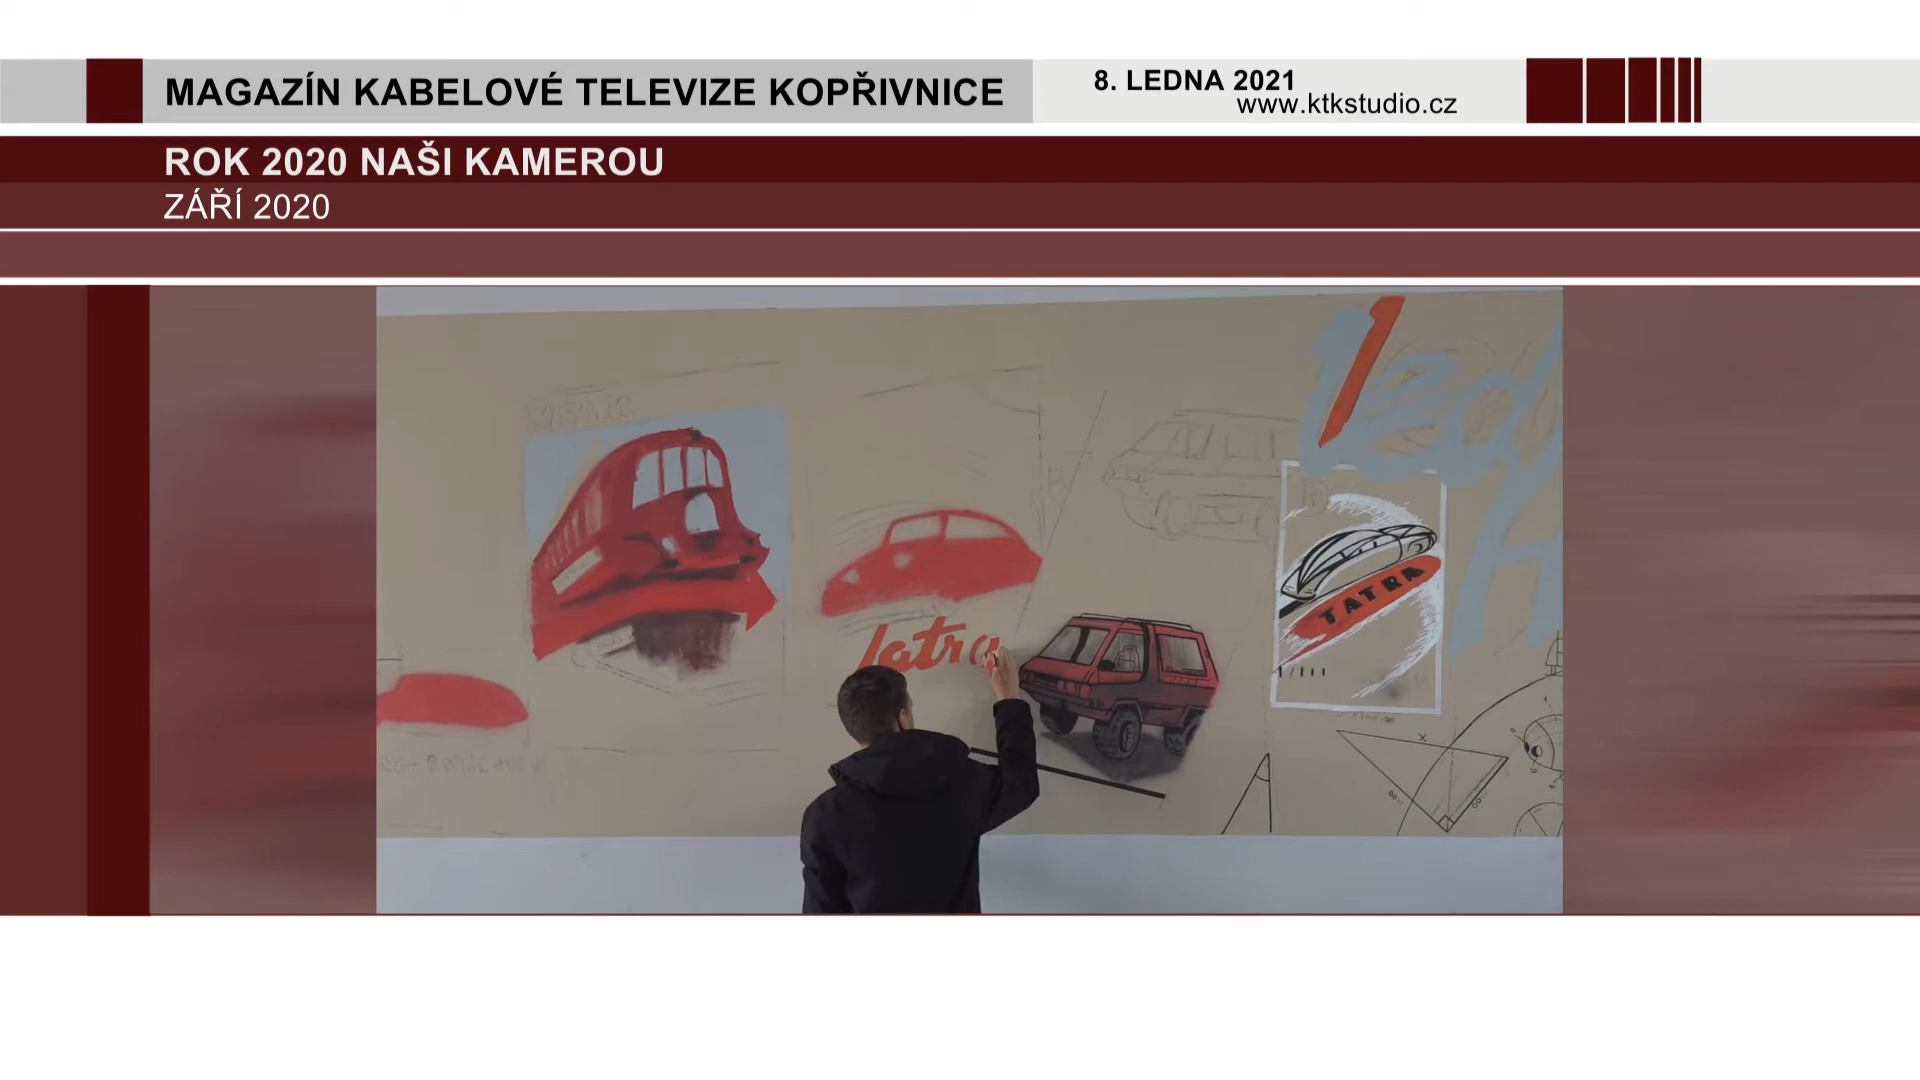 MAGAZÍN KABELOVÉ TELEVIZE KOPŘIVNICE
8. LEDNA 2021
www.ktkstudio.cz
ROK 2020 NAŠI KAMEROU
ZÁŘÍ 2020
Tatra
TATRA